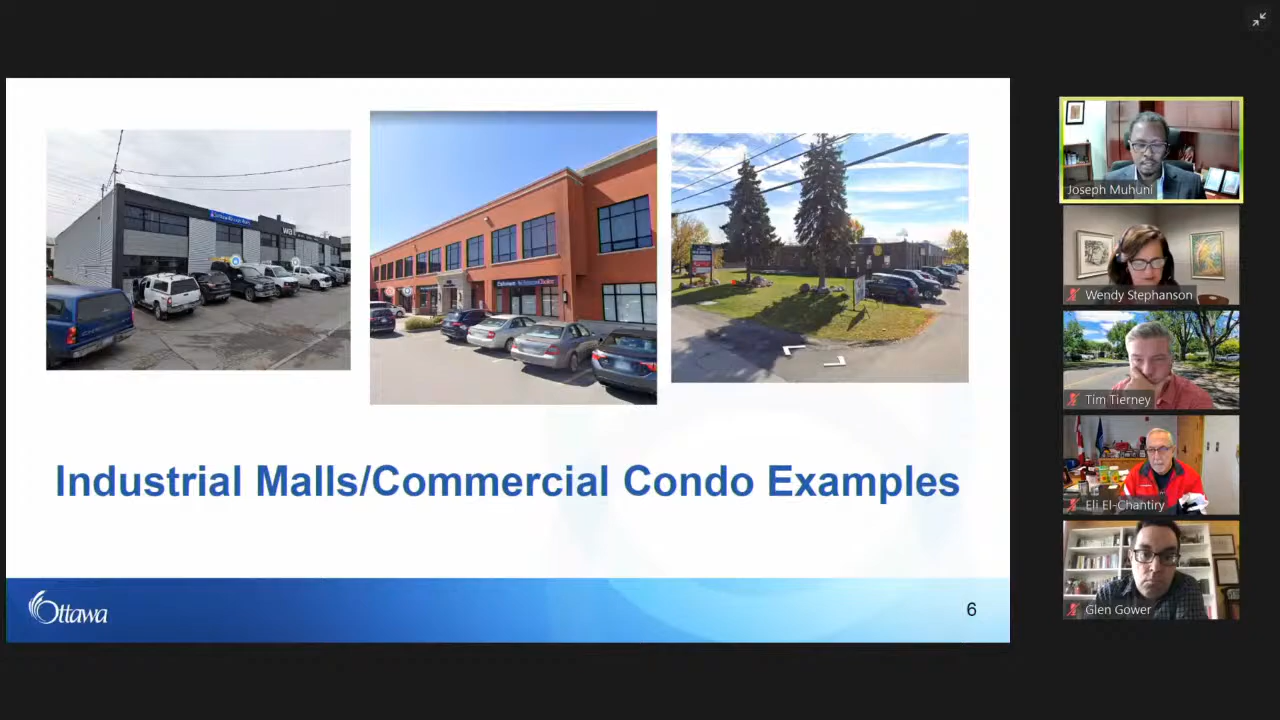 Industrial Malls/Commercial Condo Examples
Ottawa
6
Joseph Muhuni
Wendy Stephanson
Tim Tierney
Eli El-Chantiry
Glen Gower